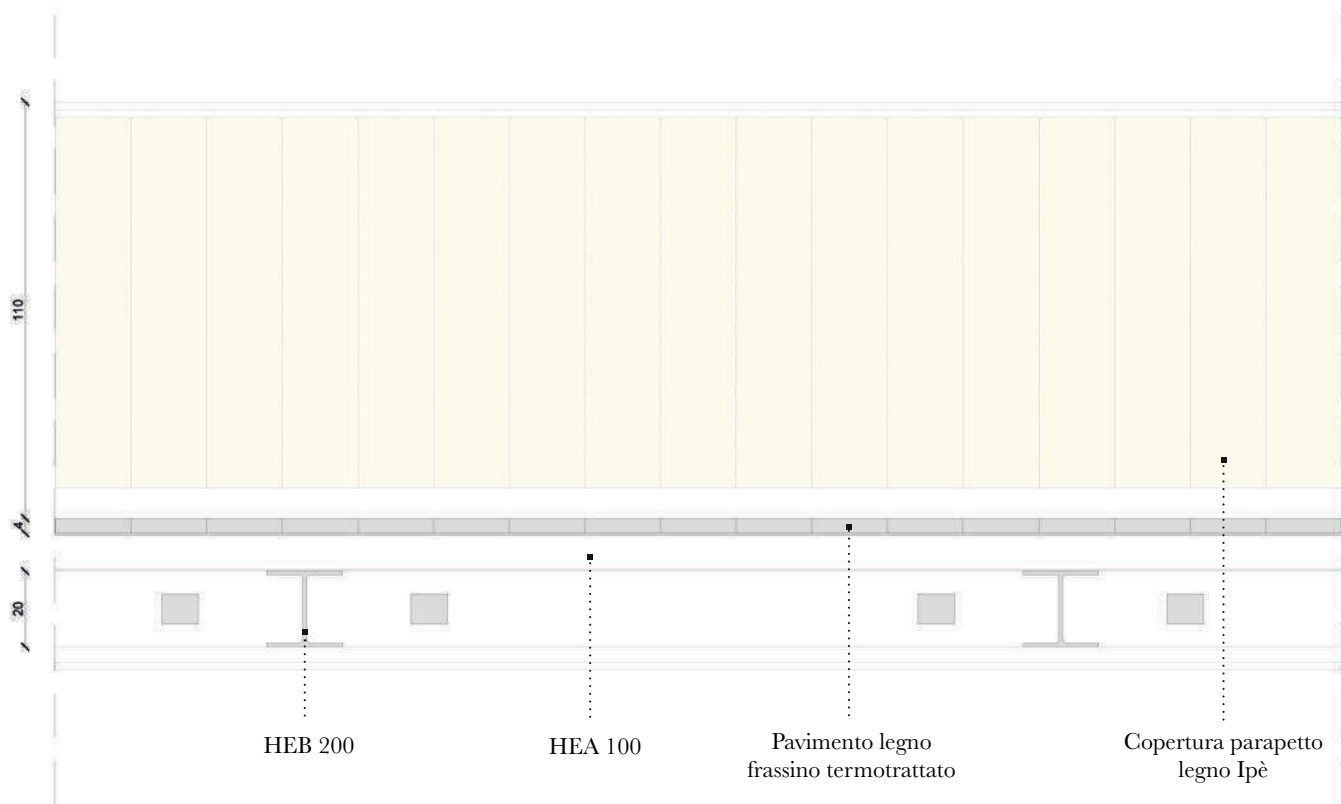 110
4
20
HEB 200
HEA 100
Pavimento legno
frassino termotrattato
Copertura parapetto
legno Ipè